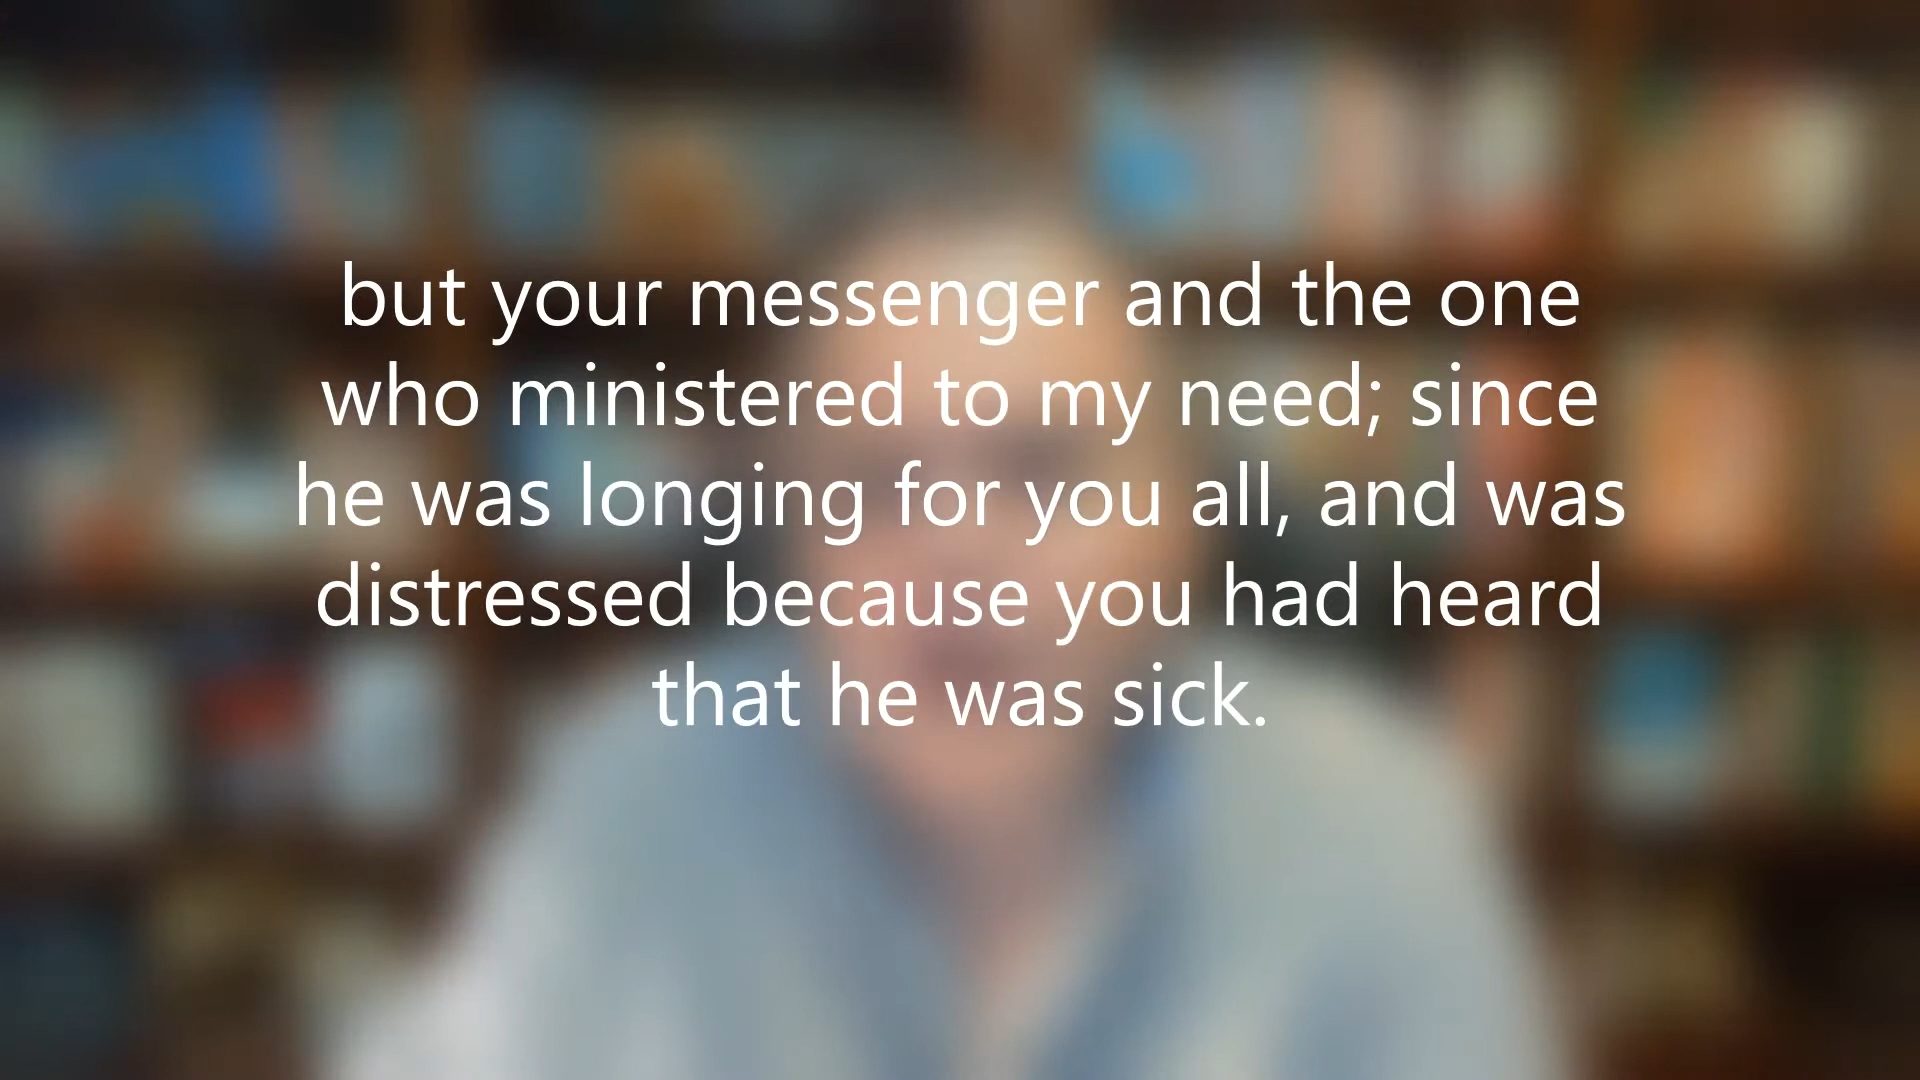 but your messenger and the one
who ministered to my need; since
he was longing for you all, and was
distressed because you had heard
that he was sick.